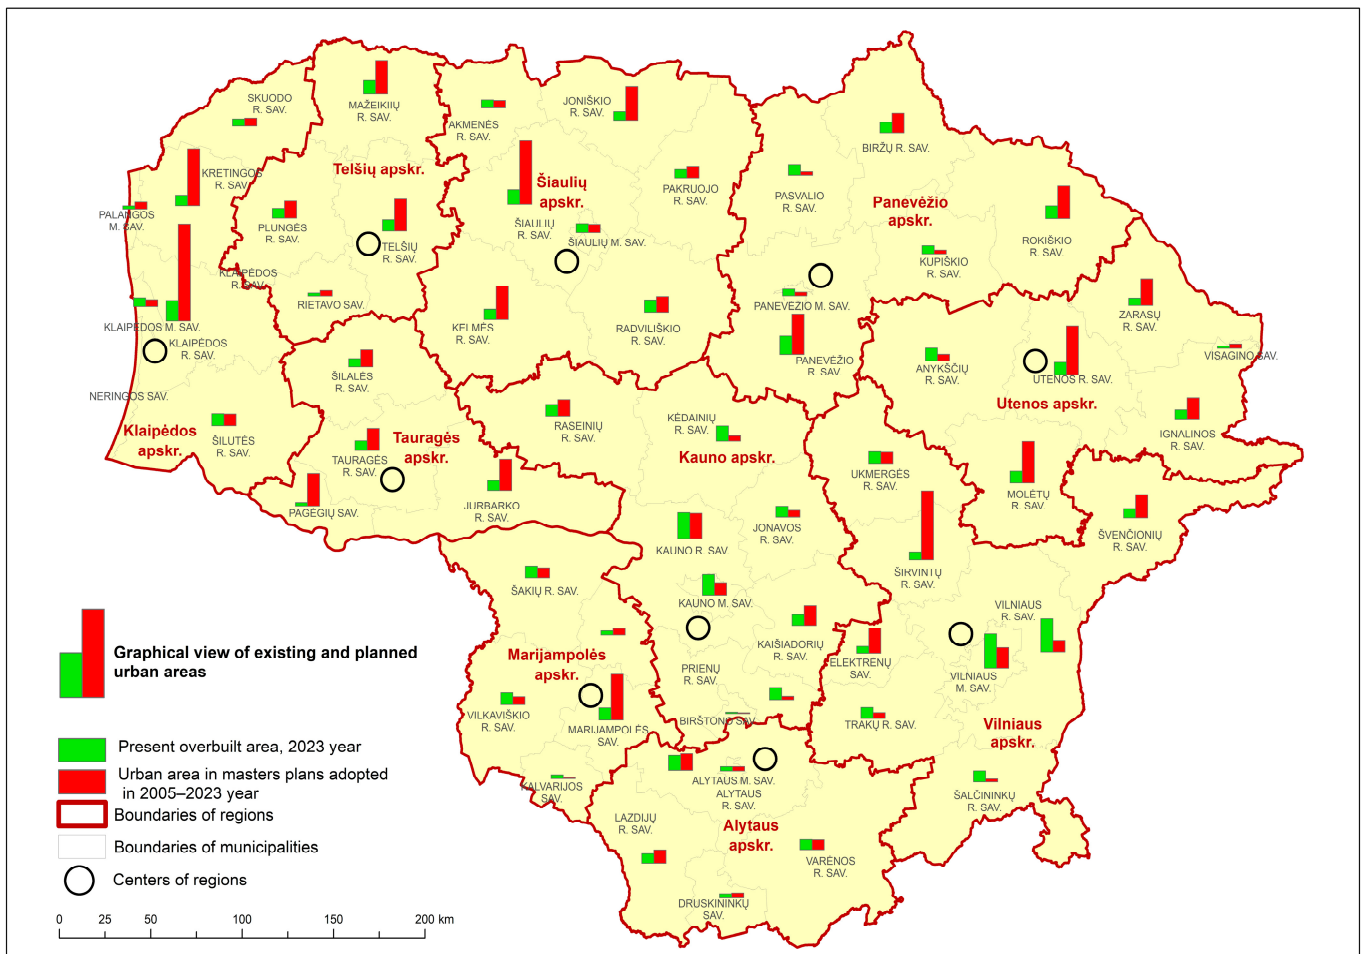 SKUODO
R. SAV.
MAŽEIKIIŲ
R. SAV.
AKMENĖS
R. SAV.
JONIŠKIO
R. SAV.
BIRŽŲ R. SAV.
KRETINGOS
R. SAV.
Telšių apskr.
Šiaulių
apskr.
PAKRUOJO
R. SAV.
PASVALIO
R. SAV.
Panevėžio
apskr.
PALANGOS
M. SAV.
PLUNGĖS
R. SAV.
TELŠIŲ
R. SAV.
ŠIAULIŲ
R. SAV.
ŠIAULIŲ M. SAV.
KUPIŠKIO
R. SAV.
ROKIŠKIO
R. SAV.
KLAIPĖDOS
R. SAV.
RIETAVO SAV.
KLAIPĖDOS M. SAV.
KLAIPĖDOS
R. SAV.
KELMĖS
R. SAV.
RADVILIŠKIO
R. SAV.
PANEVĖŽIO M. SAV.
PANEVĖŽIO
R. SAV.
ZARASŲ
R. SAV.
VISAGINO SAV.
ANYKŠČIŲ
R. SAV.
UTENOS R. SAV.
Utenos apskr.
ŠILALĖS
R. SAV.
NERINGOS SAV.
Klaipėdos
apskr.
ŠILUTĖS
R. SAV.
TAURAGĖS
R. SAV.
Tauragės
apskr.
RASEINIŲ
R. SAV.
KĖDAINIŲ
R. SAV.
Kauno apskr.
IGNALINOS
R. SAV.
UKMERGĖS
R. SAV.
MOLĖTŲ
R. SAV.
PAGĖGIŲ SAV.
JURBARKO
R. SAV.
JONAVOS
R. SAV.
KAUNO R. SAV.
ŠVENČIONIŲ
R. SAV.
ŠIKVINTŲ
R. SAV.
ŠAKIŲ R. SAV.
KAUNO M. SAV.
VILNIAUS
R. SAV.
KAIŠIADORIŲ
R. SAV.
ELEKTRĖNŲ
SAV.
Marijampolės
apskr.
PRIENŲ
R. SAV.
VILNIAUS
M. SAV.
VILKAVIŠKIO
R. SAV.
MARIJAMPOLĖS
SAV.
BIRŠTONO SAV.
TRAKŲ R. SAV.
Vilniaus
apskr.
KALVARIJOS
SAV.
ALYTAUS M. SAV.
ALYTAUS
R. SAV.
ŠALČININKŲ
R. SAV.
LAZDIJŲ
R. SAV.
Alytaus
apskr.
VARĖNOS
R. SAV.
DRUSKININKŲ
SAV.
Graphical view of existing and planned
urban areas
Present overbuilt area, 2023 year
Urban area in masters plans adopted
in 2005–2023 year
Boundaries of regions
Boundaries of municipalities
Centers of regions
0 25 50 100 150 200 km